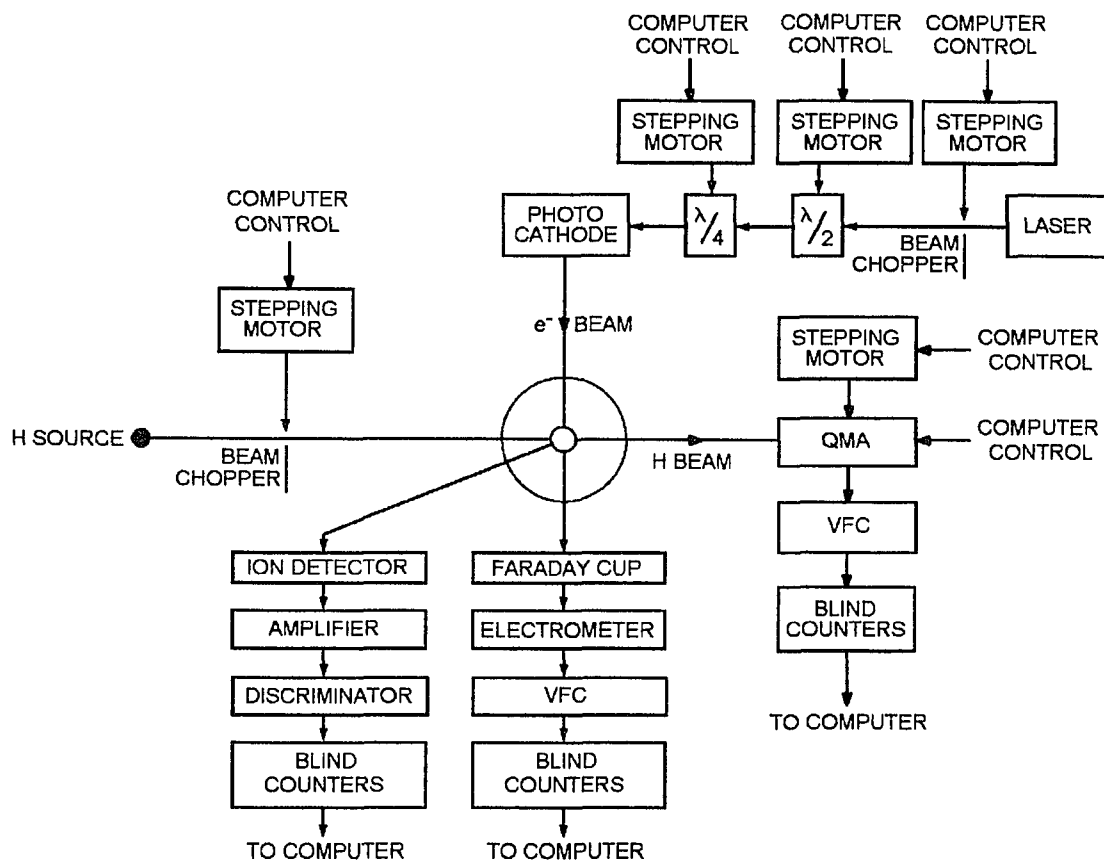 COMPUTER
CONTROL
COMPUTER
CONTROL
COMPUTER
CONTROL
STEPPING
MOTOR
STEPPING
MOTOR
STEPPING
MOTOR
PHOTO
CATHODE
λ/4
λ/2
LASER
BEAM
CHOPPER
COMPUTER
CONTROL
STEPPING
MOTOR
e⁻ BEAM
STEPPING
MOTOR
COMPUTER
CONTROL
H SOURCE
BEAM
CHOPPER
H BEAM
QMA
COMPUTER
CONTROL
VFC
BLIND
COUNTERS
TO COMPUTER
ION DETECTOR
AMPLIFIER
DISCRIMINATOR
BLIND
COUNTERS
TO COMPUTER
FARADAY CUP
ELECTROMETER
VFC
BLIND
COUNTERS
TO COMPUTER